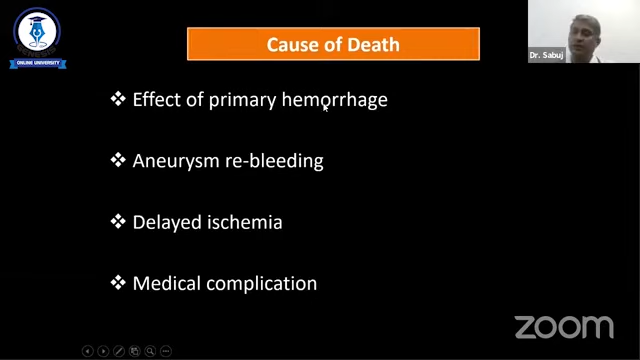 Cause of Death
Dr. Sabuj
❖ Effect of primary hemorrhage
❖ Aneurysm re-bleeding
❖ Delayed ischemia
❖ Medical complication
ONLINE UNIVERSITY
zoom